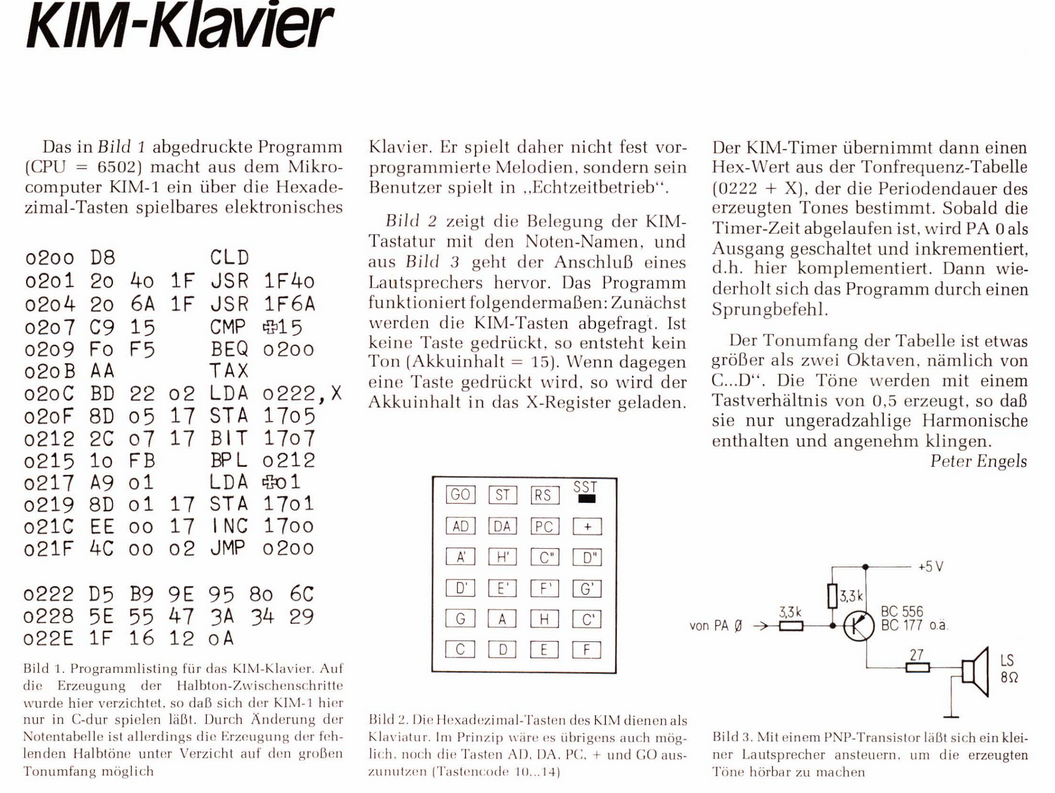 KIM-Klavier
Das in Bild 1 abgedruckte Programm
(CPU = 6502) macht aus dem Mikro-
computer KIM-1 ein über die Hexade-
zimal-Tasten spielbares elektronisches
o2oo D8 CLD
o2o1 2o 4o 1F JSR 1F4o
o2o4 2o 6A 1F JSR 1F6A
o2o7 C9 15 CMP #15
o2o9 Fo F5 BEQ o2oo
o2oB AA TAX
o2oC BD 22 o2 LDA o222,X
o2oF 8D o5 17 STA 17o5
o212 2C o7 17 BIT 17o7
o215 1o FB BPL o212
o217 A9 o1 LDA #o1
o219 8D o1 17 STA 17o1
o21C EE oo 17 INC 17oo
o21F 4C oo o2 JMP o2oo
o222 D5 B9 9E 95 8o 6C
o228 5E 55 47 3A 34 29
o22E 1F 16 12 oA
Bild 1. Programmlisting für das KIM-Klavier. Auf
die Erzeugung der Halbton-Zwischenschritte
wurde hier verzichtet, so daß sich der KIM-1 hier
nur in C-dur spielen läßt. Durch Änderung der
Notentabelle ist allerdings die Erzeugung der feh-
lenden Halbtöne unter Verzicht auf den großen
Tonumfang möglich
Klavier. Er spielt daher nicht fest vor-
programmierte Melodien, sondern sein
Benutzer spielt in „Echtzeitbetrieb“.
Bild 2 zeigt die Belegung der KIM-
Tastatur mit den Noten-Namen, und
aus Bild 3 geht der Anschluß eines
Lautsprechers hervor. Das Programm
funktioniert folgendermaßen: Zunächst
werden die KIM-Tasten abgefragt. Ist
keine Taste gedrückt, so entsteht kein
Ton (Akkuinhalt = 15). Wenn dagegen
eine Taste gedrückt wird, so wird der
Akkuinhalt in das X-Register geladen.
GO ST RS SST
AD DA PC +
A' H' C" D"
D' E' F' G'
G A H C'
C D E F
Bild 2. Die Hexadezimal-Tasten des KIM dienen als
Klaviatur. Im Prinzip wäre es übrigens auch mög-
lich, noch die Tasten AD, DA, PC, + und GO aus-
zunutzen (Tastencode 10...14)
Der KIM-Timer übernimmt dann einen
Hex-Wert aus der Tonfrequenz-Tabelle
(0222 + X), der die Periodendauer des
erzeugten Tones bestimmt. Sobald die
Timer-Zeit abgelaufen ist, wird PA 0 als
Ausgang geschaltet und inkrementiert,
d.h. hier komplementiert. Dann wie-
derholt sich das Programm durch einen
Sprungbefehl.
Der Tonumfang der Tabelle ist etwas
größer als zwei Oktaven, nämlich von
C...D“. Die Töne werden mit einem
Tastverhältnis von 0,5 erzeugt, so daß
sie nur ungeradzahlige Harmonische
enthalten und angenehm klingen.
Peter Engels
+5 V
3,3k
3,3k
BC 556
von PA Ø
BC 177 o.ä.
27
LS
8Ω
Bild 3. Mit einem PNP-Transistor läßt sich ein klei-
ner Lautsprecher ansteuern, um die erzeugten
Töne hörbar zu machen